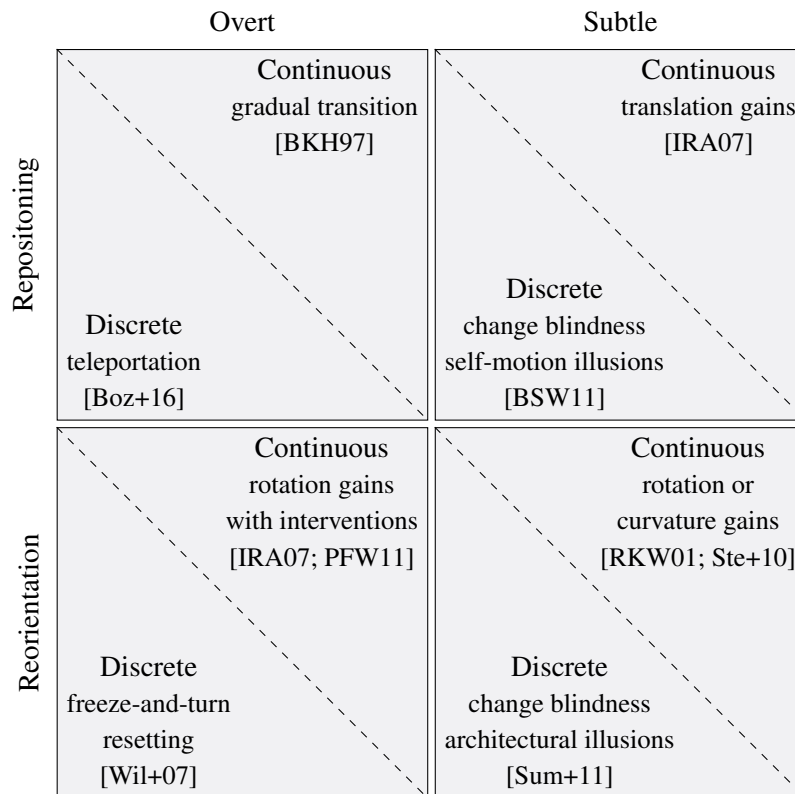 Overt
Subtle
Repositoning
Continuous
gradual transition
[BKH97]
Discrete
teleportation
[Boz+16]
Continuous
translation gains
[IRA07]
Discrete
change blindness
self-motion illusions
[BSW11]
Reorientation
Continuous
rotation gains
with interventions
[IRA07; PFW11]
Discrete
freeze-and-turn
resetting
[Wil+07]
Continuous
rotation or
curvature gains
[RKW01; Ste+10]
Discrete
change blindness
architectural illusions
[Sum+11]